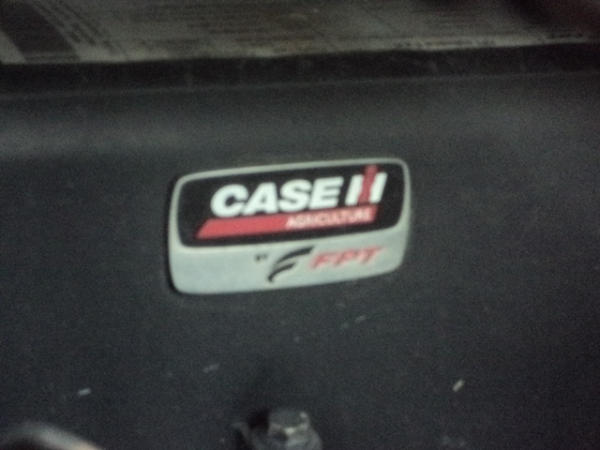 CASE IH
AGRICULTURE
BY FPT